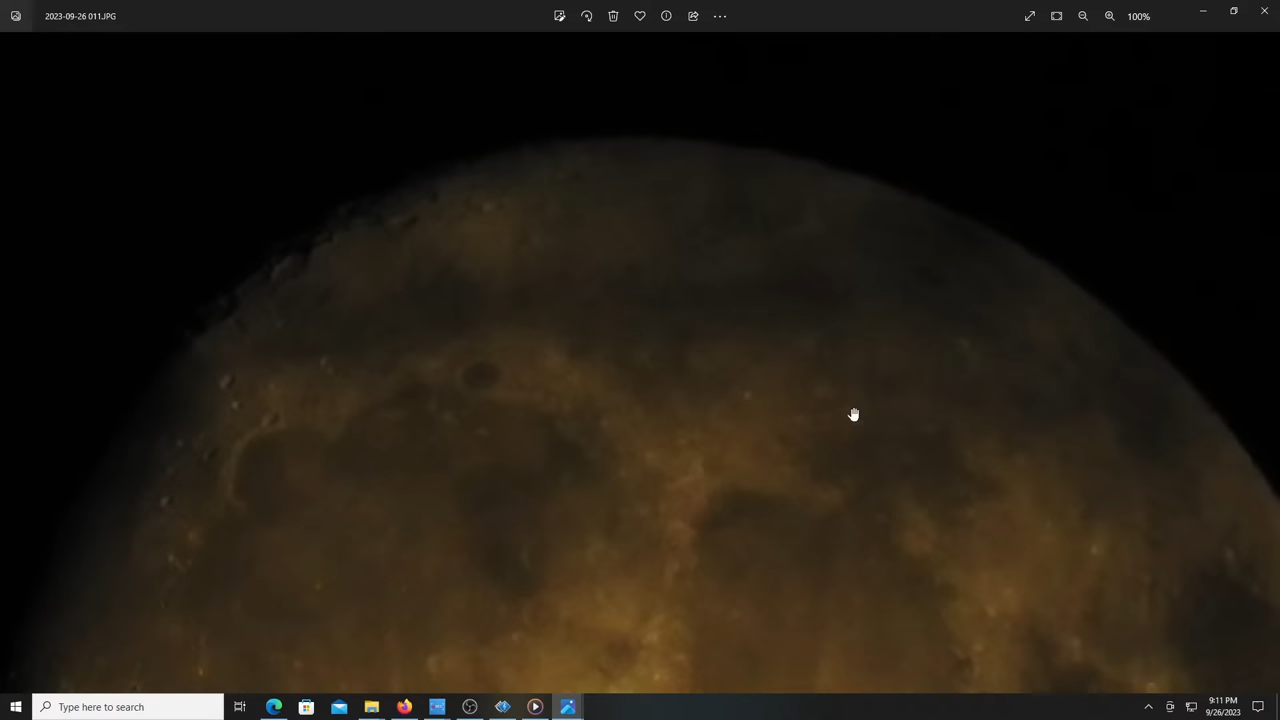 2023-09-26 011.JPG
100%
Type here to search
9:11 PM
9/26/2023